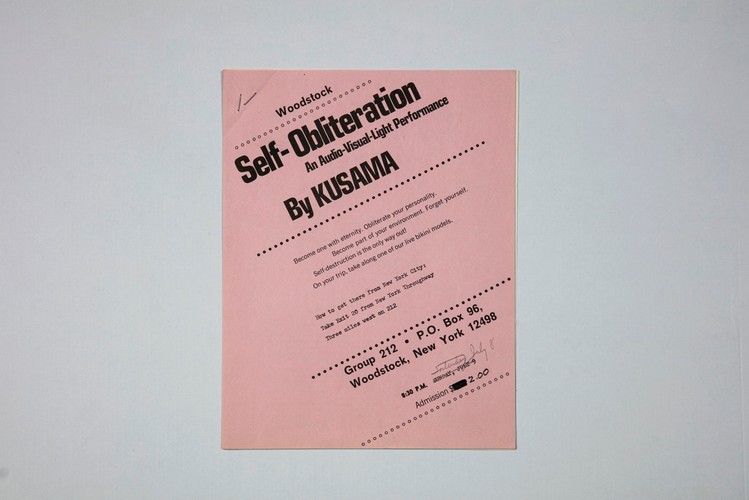 Woodstock
Self-Obliteration
An Audio-Visual-Light Performance
By KUSAMA
Become one with eternity. Obliterate your personality.
Become part of your environment. Forget yourself.
Self-destruction is the only way out!
On your trip, take along one of our live bikini models.
How to get there from New York City:
Take Exit 20 from New York Throughway
Three miles west on 212
Group 212 • P.O. Box 96,
Woodstock, New York 12498
Saturday July 8
8:30 P.M.
Admission $ 2.00